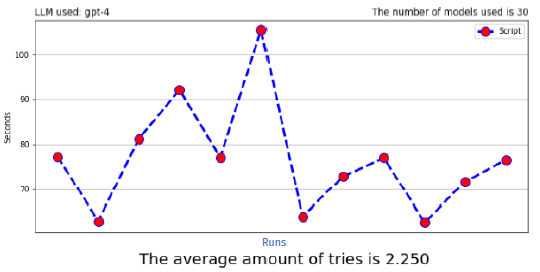 LLM used: gpt-4
The number of models used is 30
Script
100
90
80
70
Seconds
Runs
The average amount of tries is 2.250